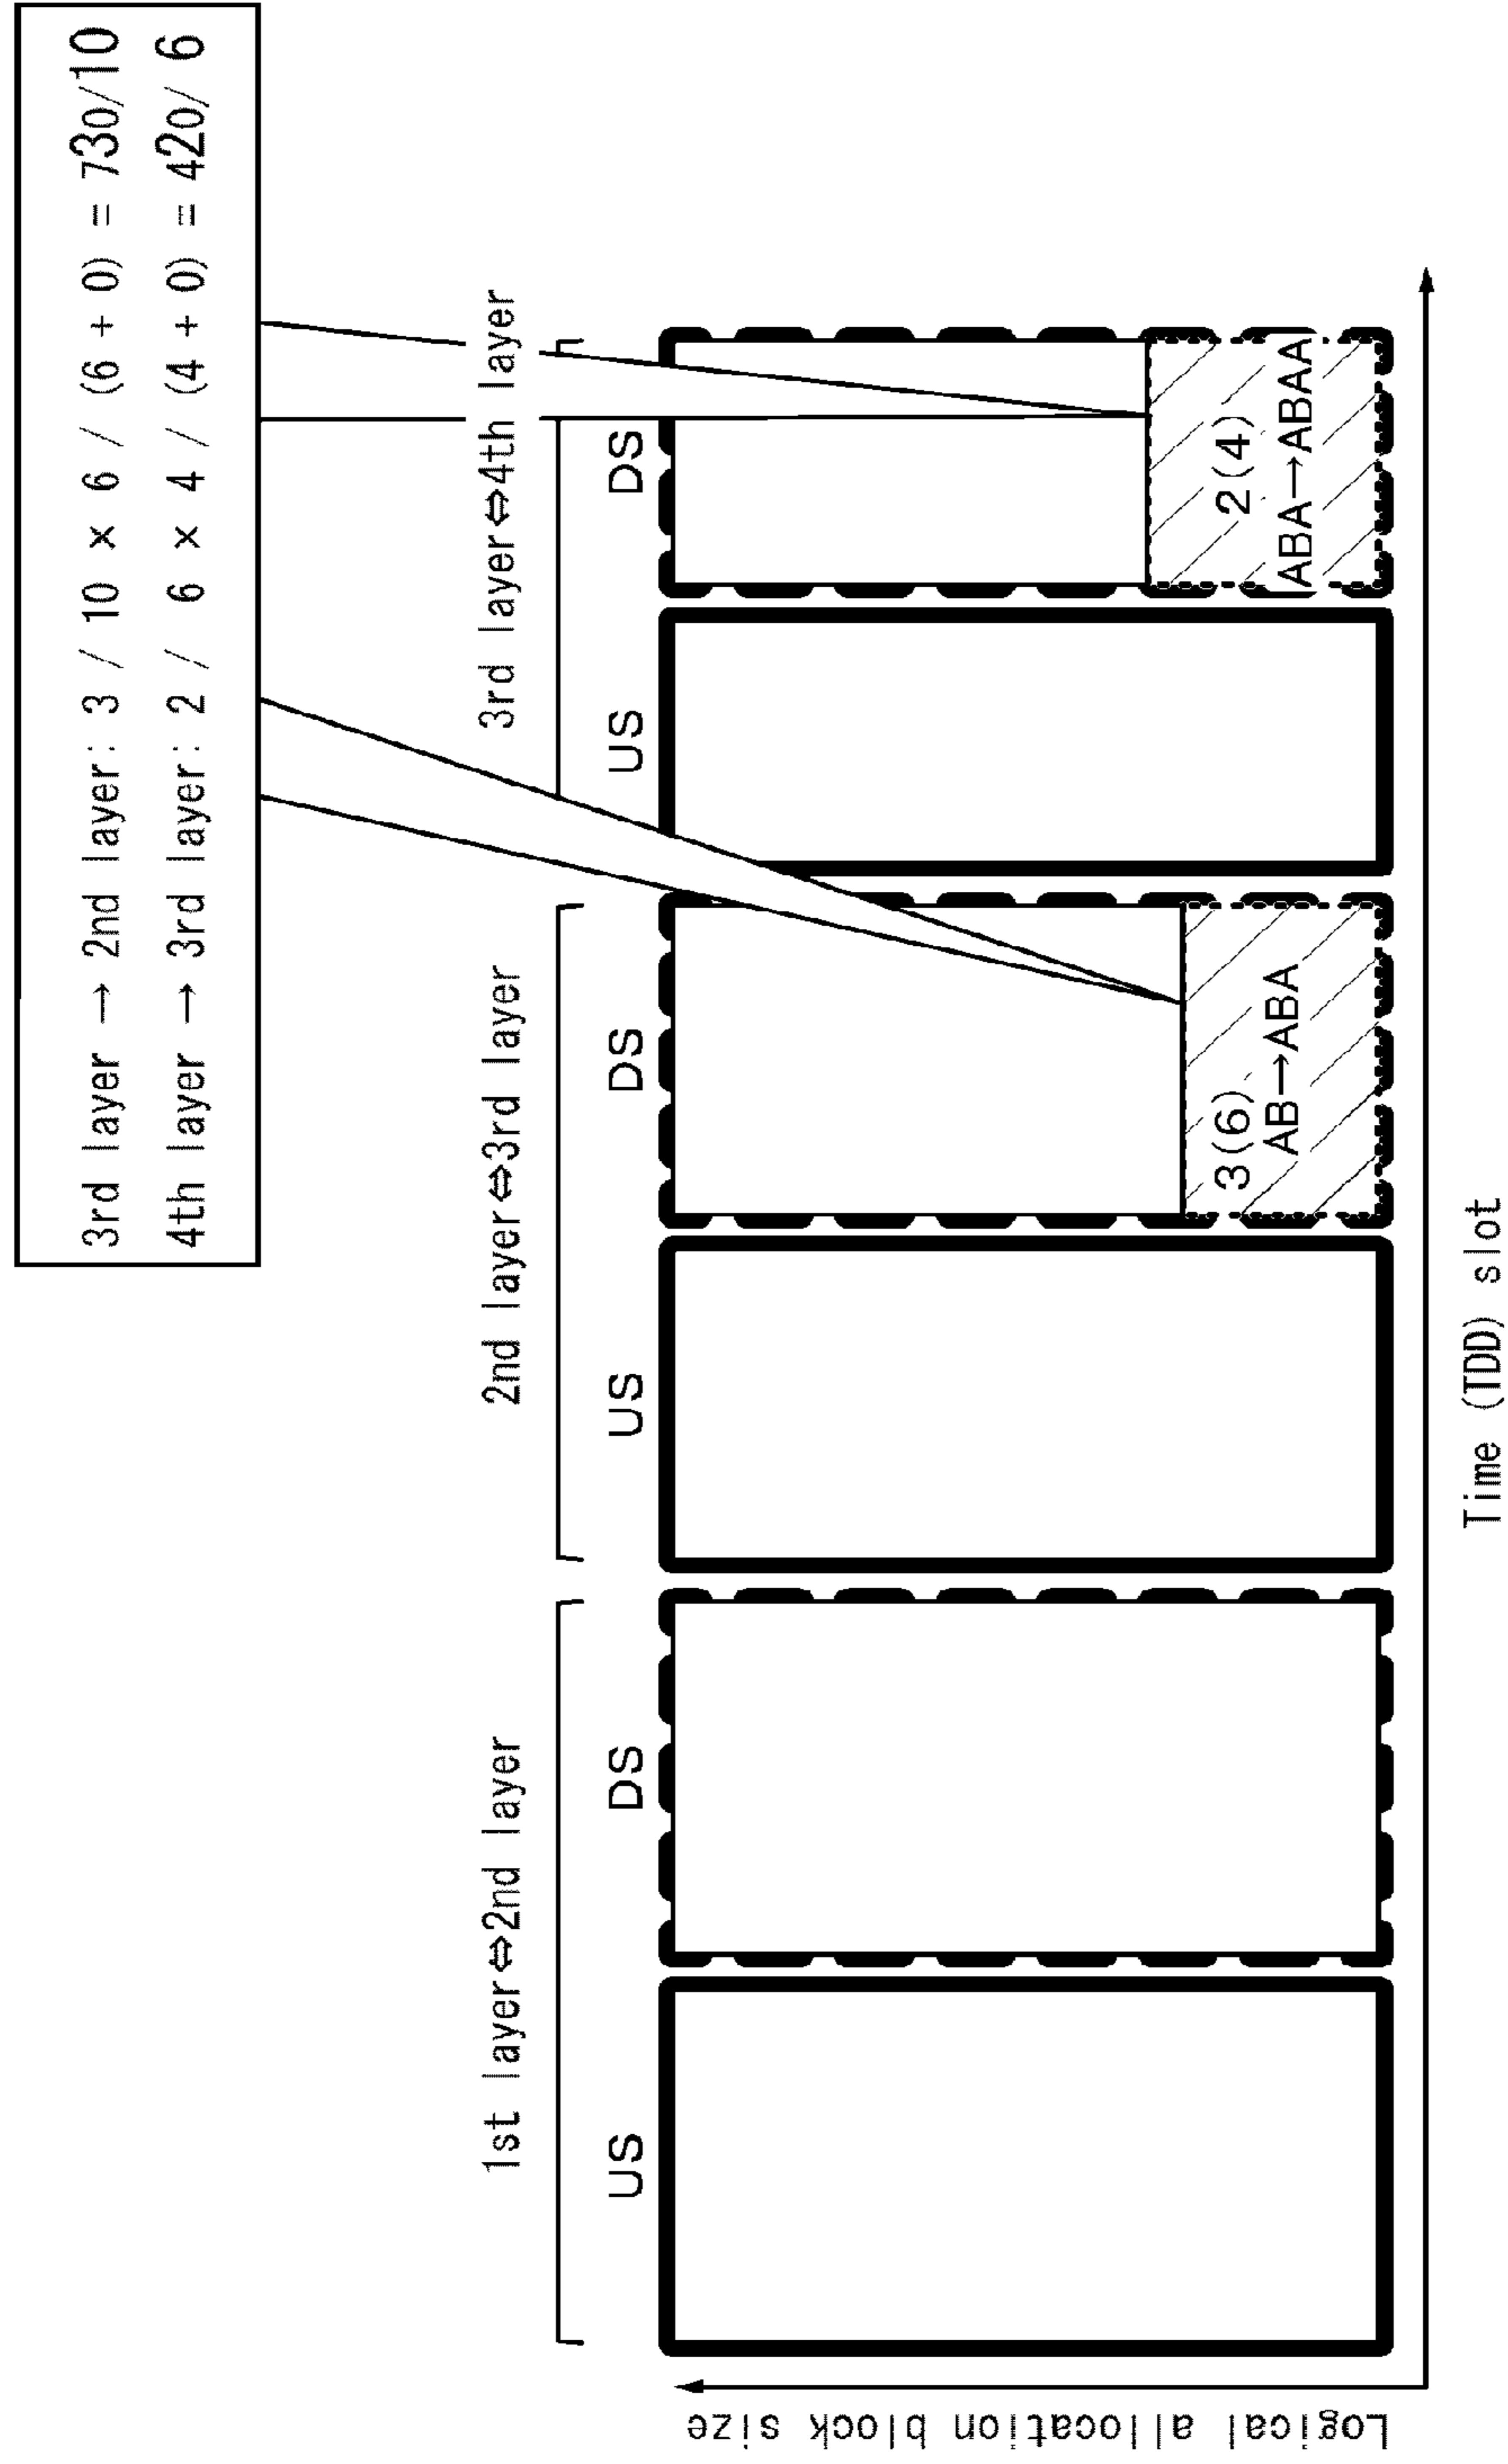 3rd layer → 2nd layer: 3 / 10 × 6 / (6 + 0) = 730/10
4th layer → 3rd layer: 2 / 6 × 4 / (4 + 0) = 420/ 6
1st layer⇔2nd layer
2nd layer⇔3rd layer
3rd layer⇔4th layer
US
DS
US
DS
US
DS
3(6)
AB→ABA
2(4)
ABA→ABAA
Logical allocation block size
Time (TDD) slot